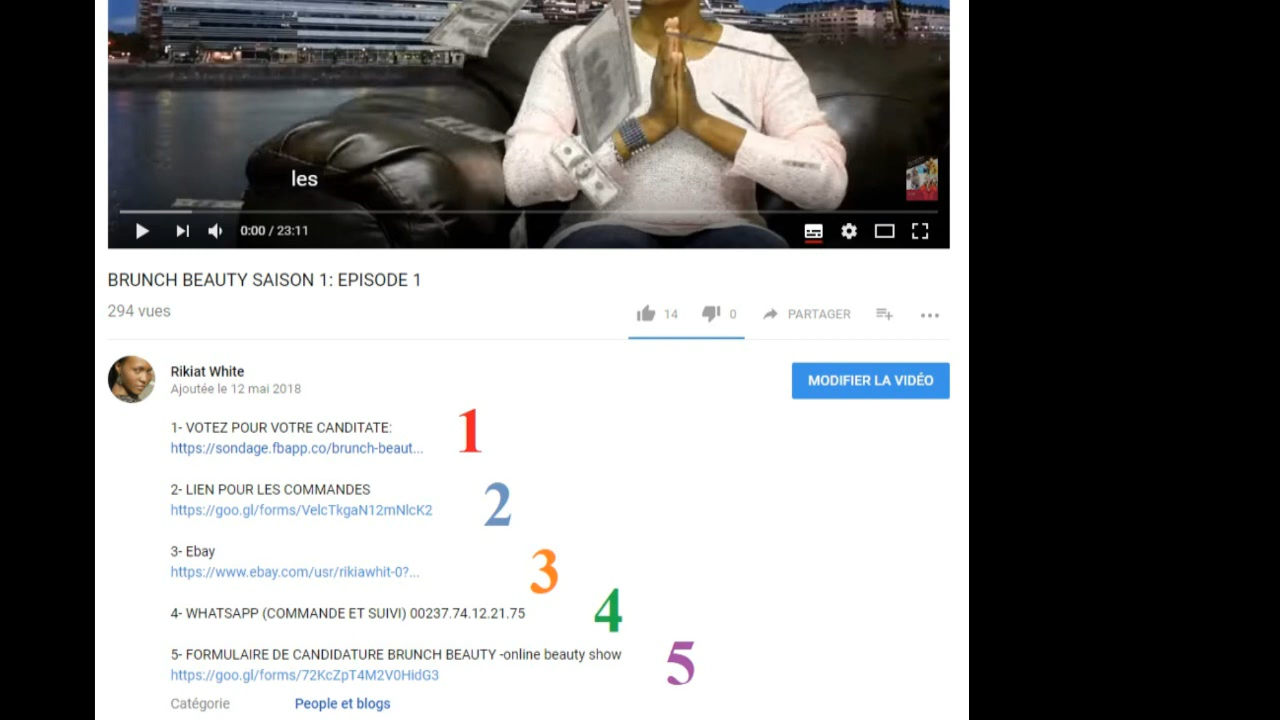 les
0:00 / 23:11
BRUNCH BEAUTY SAISON 1: EPISODE 1
294 vues
14 0 PARTAGER
Rikiat White
Ajoutée le 12 mai 2018
MODIFIER LA VIDÉO
1- VOTEZ POUR VOTRE CANDITATE: 1
https://sondage.fbapp.co/brunch-beaut...
2- LIEN POUR LES COMMANDES 2
https://goo.gl/forms/VelcTkgaN12mNlcK2
3- Ebay 3
https://www.ebay.com/usr/rikiawhit-0?...
4- WHATSAPP (COMMANDE ET SUIVI) 00237.74.12.21.75 4
5- FORMULAIRE DE CANDIDATURE BRUNCH BEAUTY -online beauty show 5
https://goo.gl/forms/72KcZpT4M2V0HidG3
Catégorie People et blogs